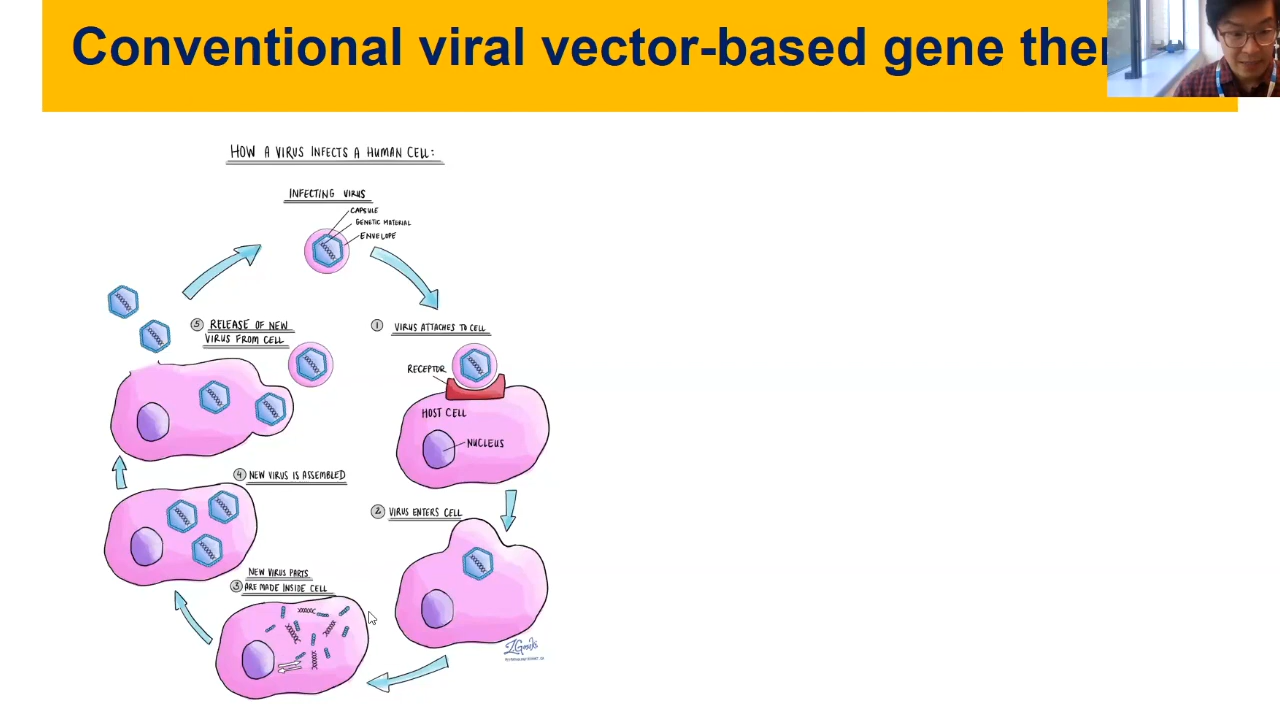 Conventional viral vector-based gene ther
HOW A VIRUS INFECTS A HUMAN CELL:
INFECTING VIRUS
CAPSULE
GENETIC MATERIAL
ENVELOPE
1 VIRUS ATTACHES TO CELL
RECEPTOR
HOST CELL
NUCLEUS
2 VIRUS ENTERS CELL
NEW VIRUS PARTS
3 ARE MADE INSIDE CELL
4 NEW VIRUS IS ASSEMBLED
5 RELEASE OF NEW
VIRUS FROM CELL